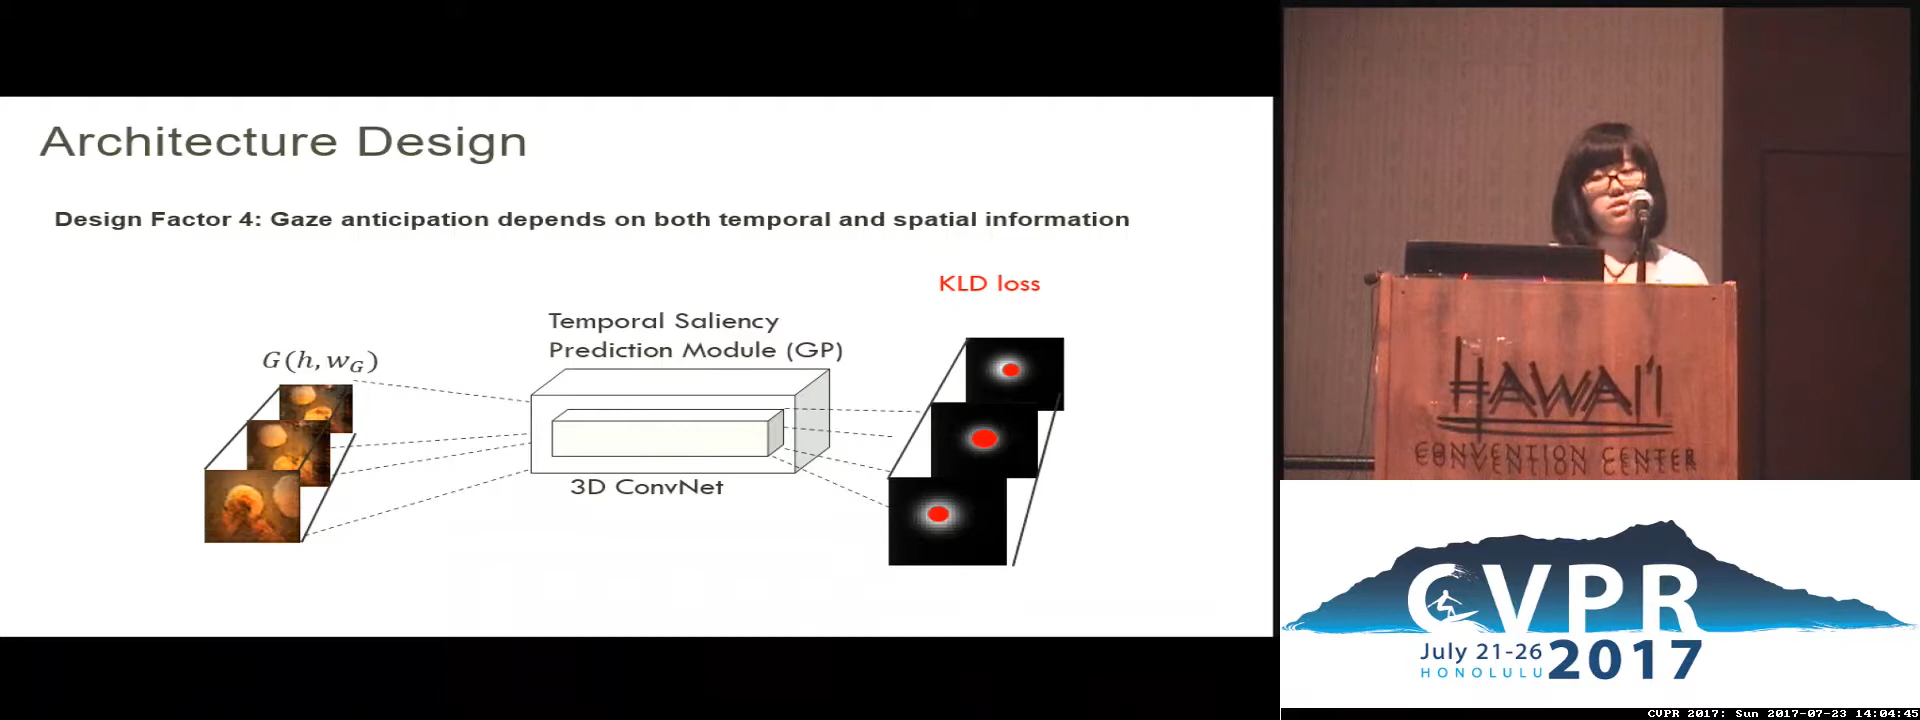 Architecture Design
Design Factor 4: Gaze anticipation depends on both temporal and spatial information
KLD loss
Temporal Saliency
Prediction Module (GP)
G(h, w_G)
3D ConvNet
HAWAI'I
CONVENTION CENTER
CVPR
July 21-26
HONOLULU
2017
CVPR 2017: Sun 2017-07-23 14:04:45